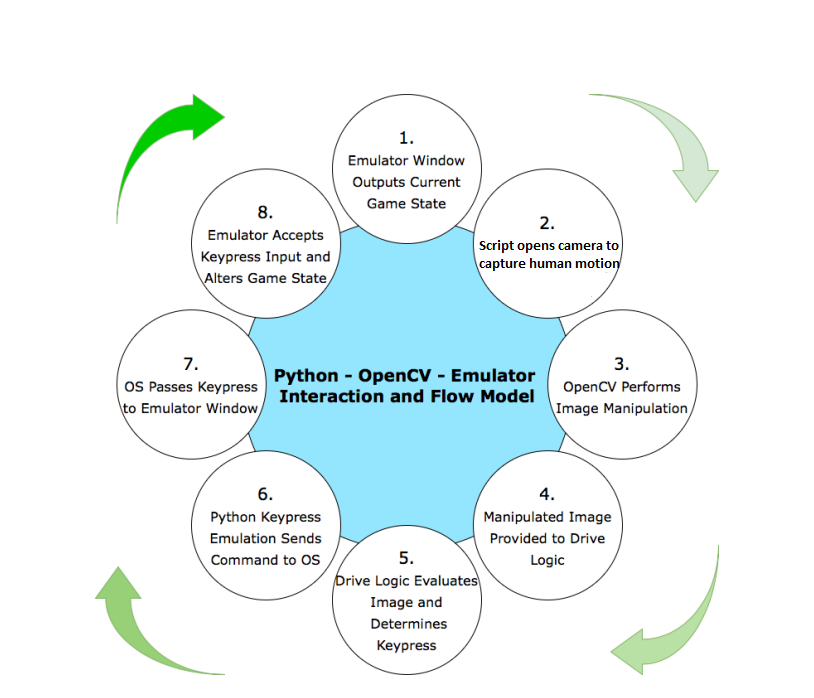 1.
Emulator Window
Outputs Current
Game State
2.
Script opens camera to
capture human motion
3.
OpenCV Performs
Image Manipulation
4.
Manipulated Image
Provided to Drive
Logic
5.
Drive Logic Evaluates
Image and
Determines
Keypress
6.
Python Keypress
Emulation Sends
Command to OS
7.
OS Passes Keypress
to Emulator Window
8.
Emulator Accepts
Keypress Input and
Alters Game State
Python - OpenCV - Emulator
Interaction and Flow Model